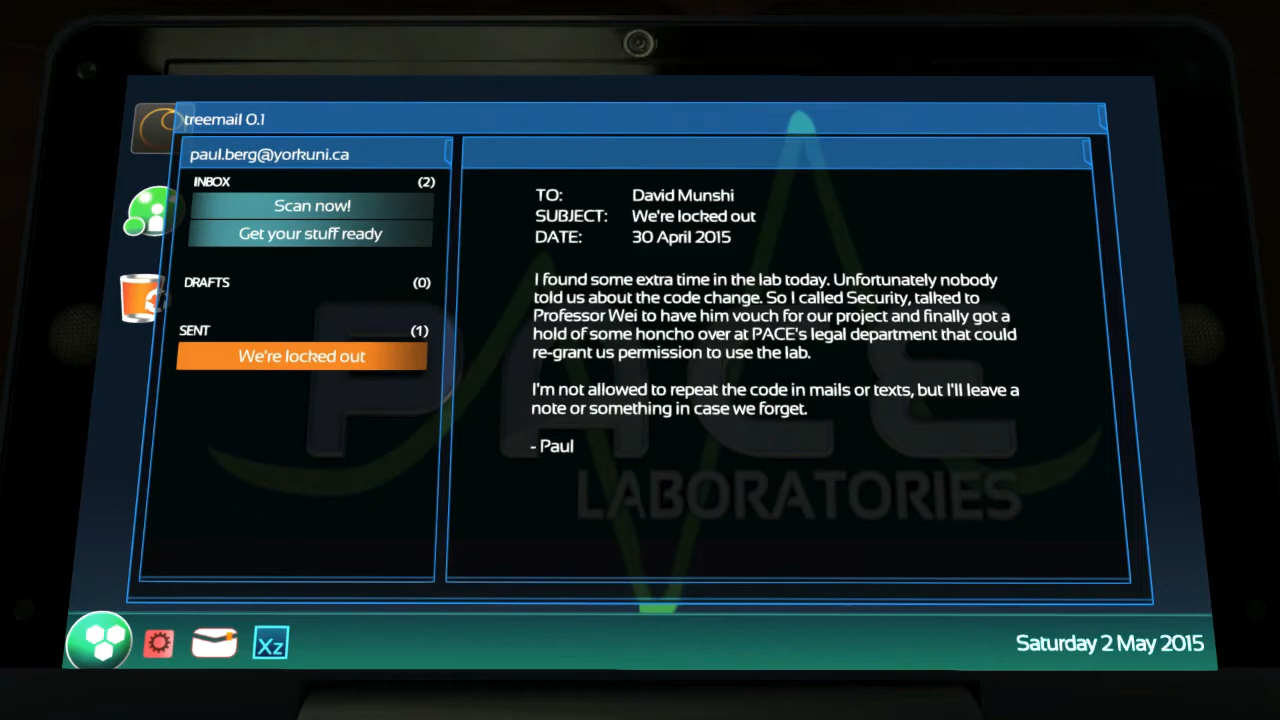 treemail 0.1
paul.berg@yorkuni.ca
INBOX (2)
Scan now!
Get your stuff ready
DRAFTS (0)
SENT (1)
We're locked out
TO: David Munshi
SUBJECT: We're locked out
DATE: 30 April 2015
I found some extra time in the lab today. Unfortunately nobody
told us about the code change. So I called Security, talked to
Professor Wei to have him vouch for our project and finally got a
hold of some honcho over at PACE's legal department that could
re-grant us permission to use the lab.
I'm not allowed to repeat the code in mails or texts, but I'll leave a
note or something in case we forget.
- Paul
PACE
LABORATORIES
Xz
Saturday 2 May 2015